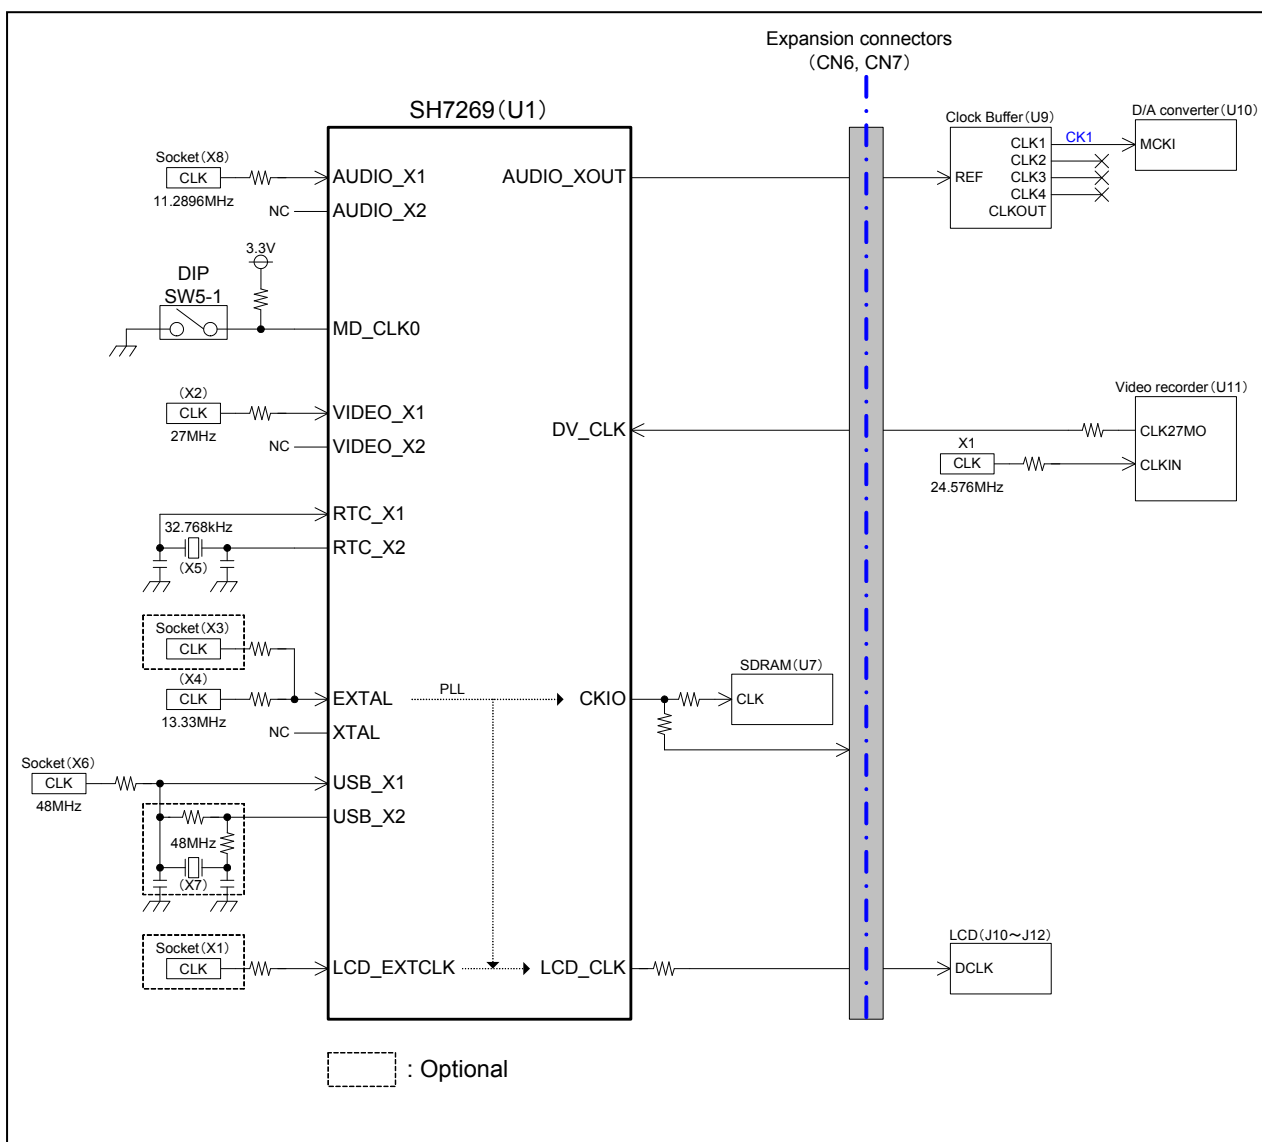 Expansion connectors
(CN6, CN7)
SH7269(U1)
Clock Buffer(U9)
D/A converter(U10)
Socket(X8)
CLK
11.2896MHz
AUDIO_X1
AUDIO_XOUT
REF
CLK1
CK1
MCKI
CLK2
CLK3
CLK4
CLKOUT
NC
AUDIO_X2
3.3V
DIP
SW5-1
MD_CLK0
(X2)
CLK
27MHz
VIDEO_X1
NC
VIDEO_X2
DV_CLK
Video recorder(U11)
CLK27MO
X1
CLK
24.576MHz
CLKIN
RTC_X1
32.768kHz
RTC_X2
(X5)
Socket(X3)
CLK
(X4)
CLK
13.33MHz
EXTAL
PLL
CKIO
SDRAM(U7)
CLK
NC
XTAL
Socket(X6)
CLK
48MHz
USB_X1
USB_X2
48MHz
(X7)
Socket(X1)
CLK
LCD_EXTCLK
LCD_CLK
LCD(J10~J12)
DCLK
: Optional